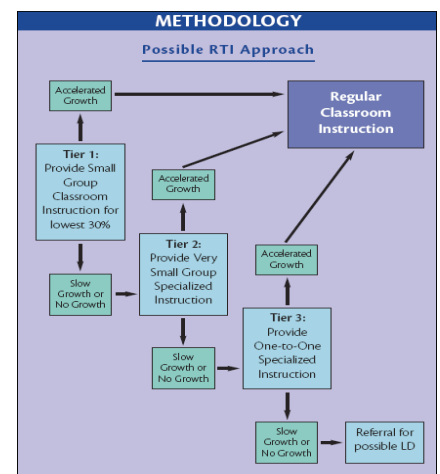 METHODOLOGY
Possible RTI Approach
Accelerated
Growth
Regular
Classroom
Instruction
Tier 1:
Provide Small
Group
Classroom
Instruction for
lowest 30%
Accelerated
Growth
Slow
Growth or
No Growth
Tier 2:
Provide Very
Small Group
Specialized
Instruction
Accelerated
Growth
Slow
Growth or
No Growth
Tier 3:
Provide
One-to-One
Specialized
Instruction
Slow
Growth or
No Growth
Referral for
possible LD